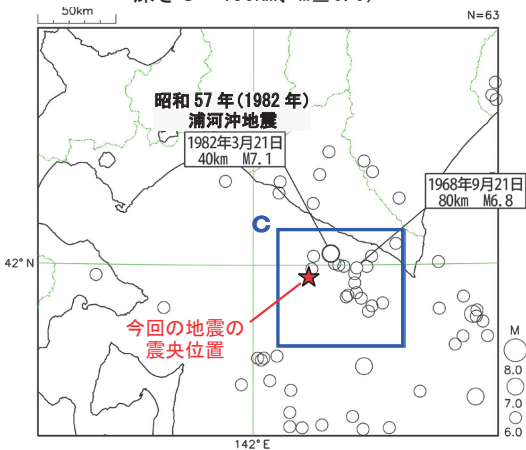 50km
N=63
昭和57年(1982年)
浦河沖地震
1982年3月21日
40km M7.1
1968年9月21日
80km M6.8
C
42°N
今回の地震の
震央位置
M
8.0
7.0
6.0
142°E